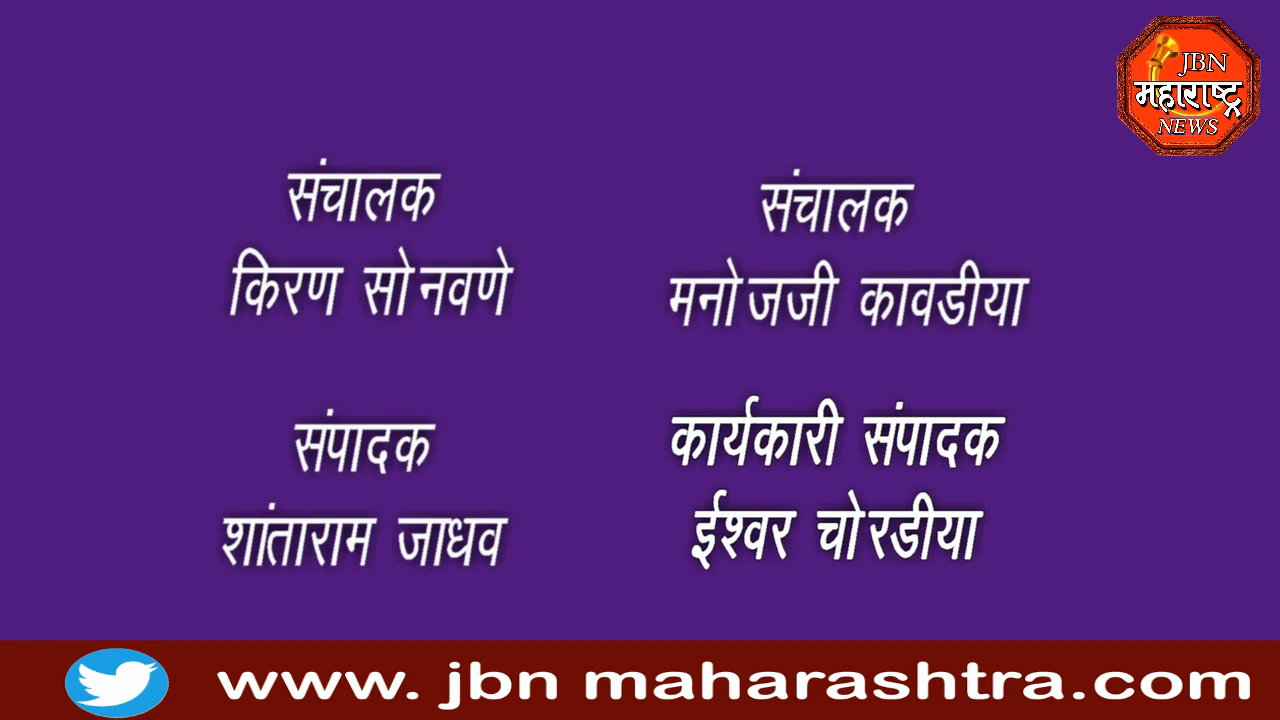 JBN
महाराष्ट्र
NEWS
संचालक
किरण सोनवणे
संचालक
मनोजजी कावडीया
संपादक
शांताराम जाधव
कार्यकारी संपादक
ईश्वर चोरडीया
www. jbn maharashtra.com